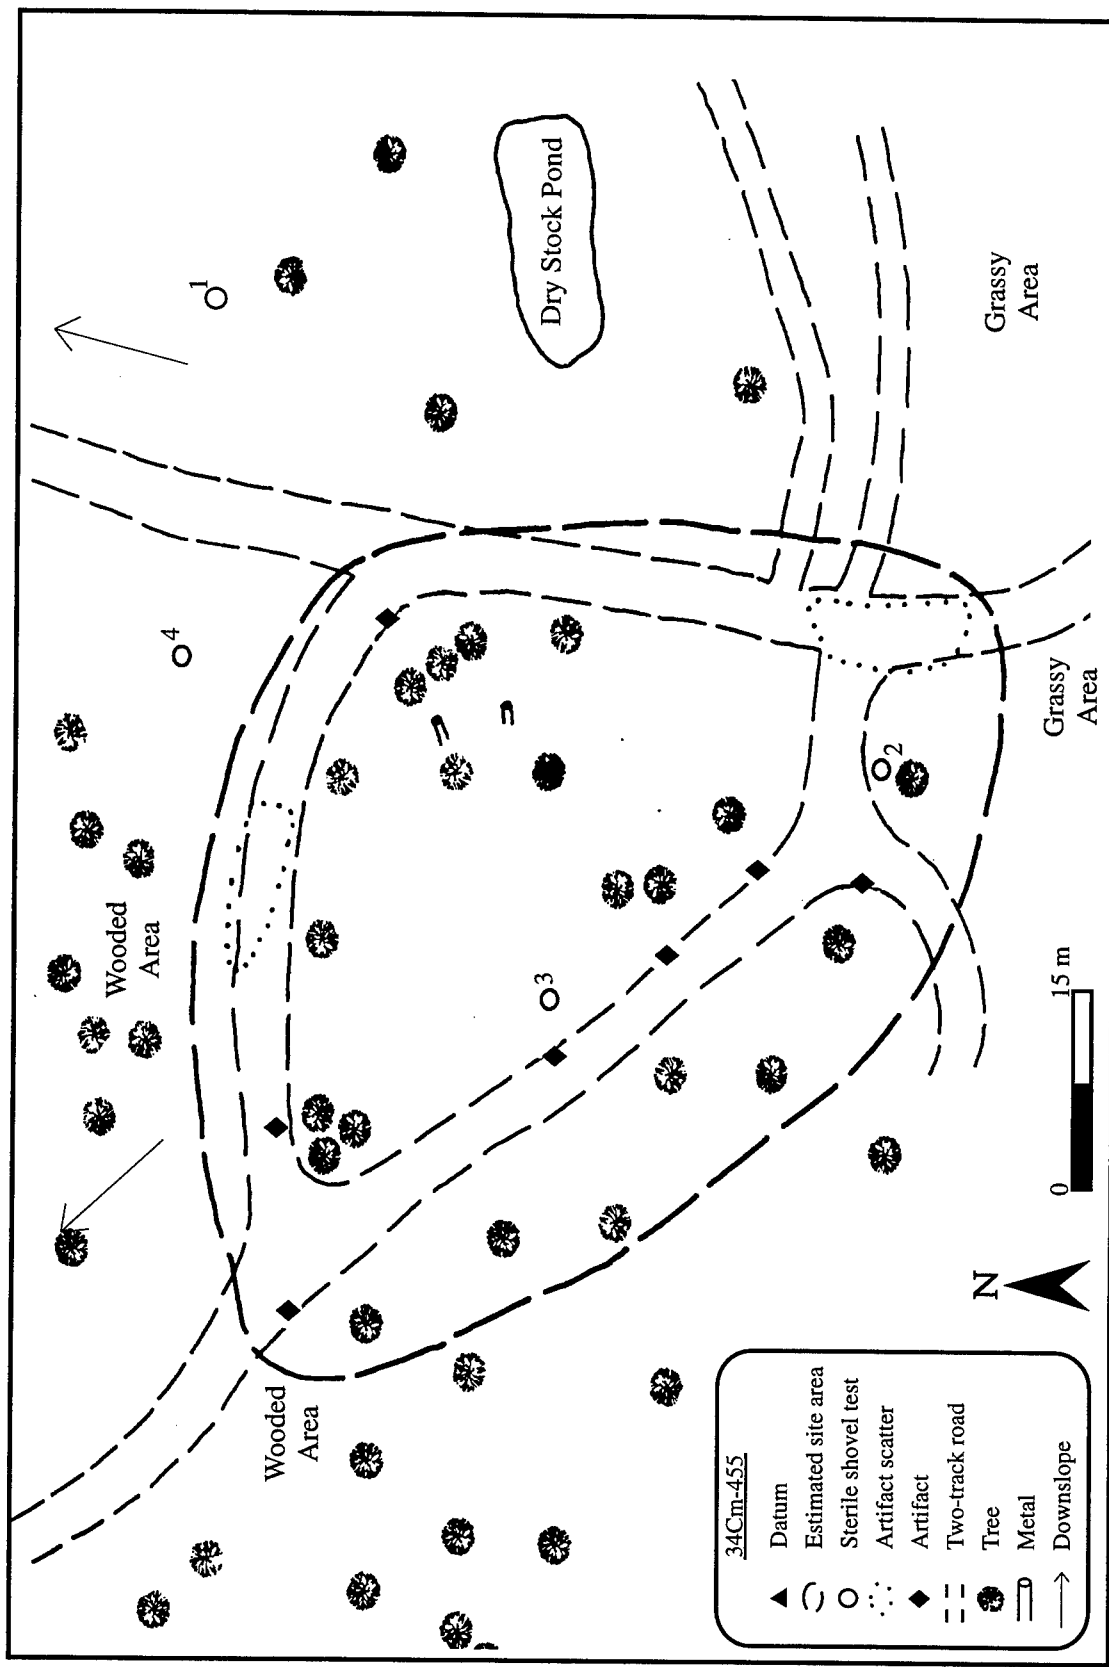 1
4
Dry Stock Pond
Grassy
Area
Wooded
Area
3
2
Grassy
Area
Wooded
Area
15 m
0
N
34Cm-455
Datum
Estimated site area
Sterile shovel test
Artifact scatter
Artifact
Two-track road
Tree
Metal
Downslope